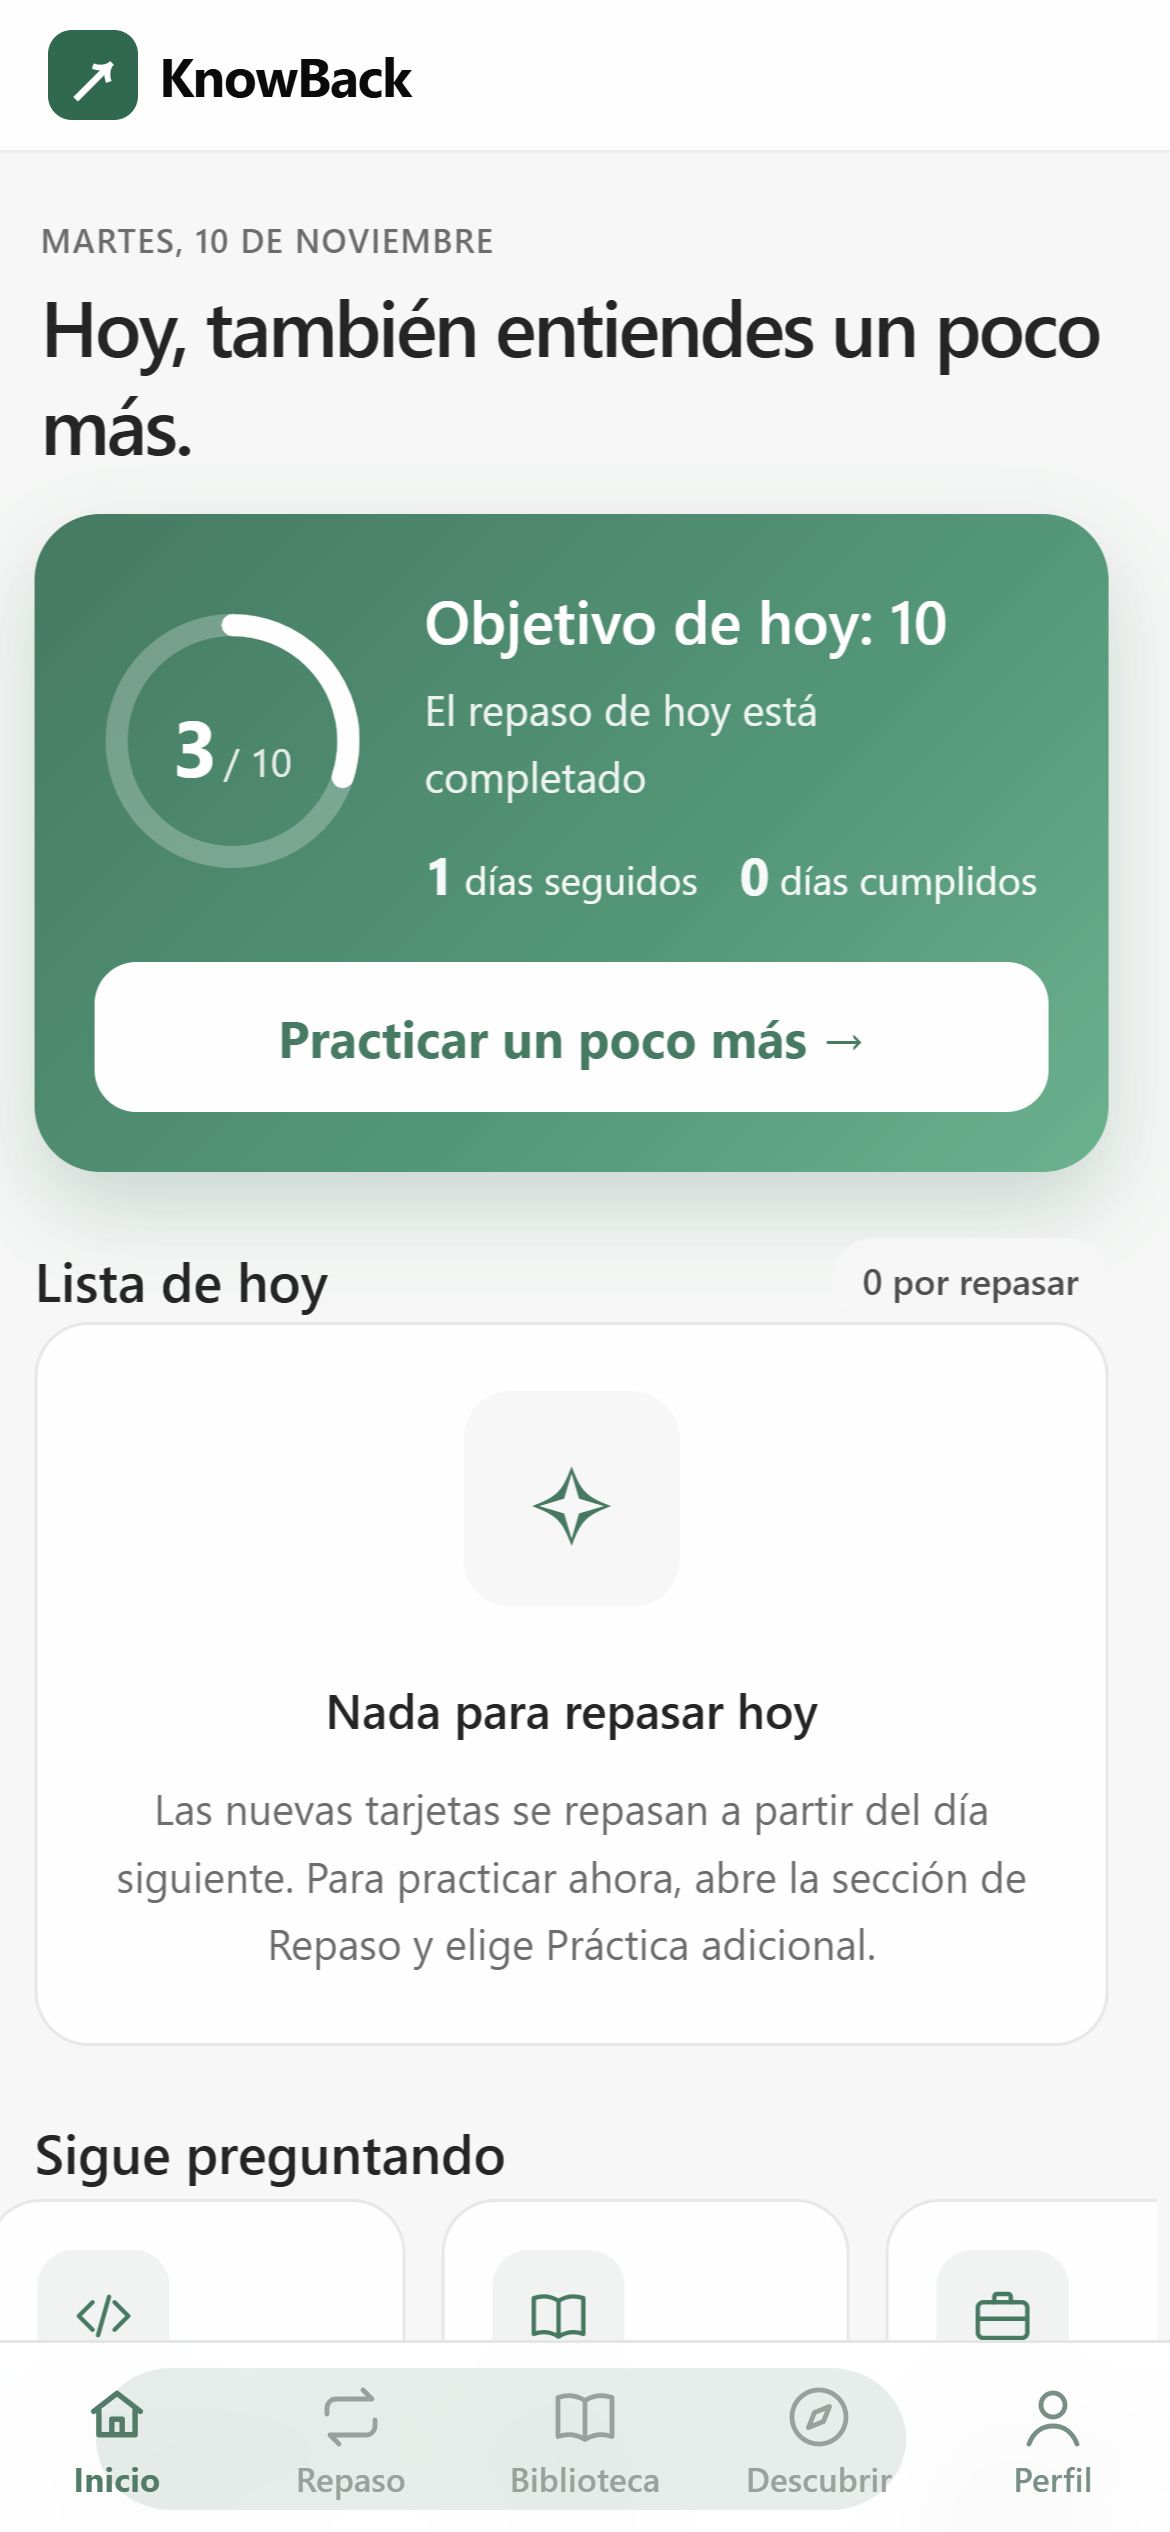 KnowBack
MARTES, 10 DE NOVIEMBRE
Hoy, también entiendes un poco
más.
3 / 10
Objetivo de hoy: 10
El repaso de hoy está
completado
1 días seguidos 0 días cumplidos
Practicar un poco más →
Lista de hoy
0 por repasar
Nada para repasar hoy
Las nuevas tarjetas se repasan a partir del día
siguiente. Para practicar ahora, abre la sección de
Repaso y elige Práctica adicional.
Sigue preguntando
Inicio
Repaso
Biblioteca
Descubrir
Perfil